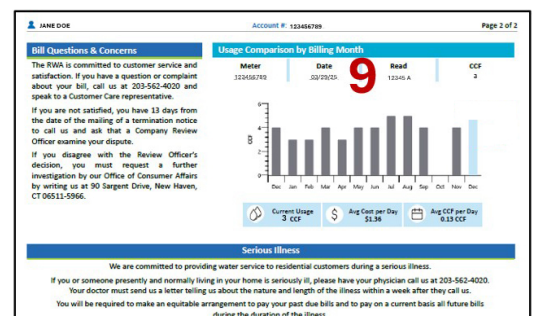 JANE DOE Account #: 123456789 Page 2 of 2
Bill Questions & Concerns
The RWA is committed to customer service and
satisfaction. If you have a question or complaint
about your bill, call us at 203-562-4020 and
speak to a Customer Care representative.
If you are not satisfied, you have 13 days from
the date of the mailing of a termination notice
to call us and ask that a Company Review
Officer examine your dispute.
If you disagree with the Review Officer's
decision, you must request a further
investigation by our Office of Consumer Affairs
by writing us at 90 Sargent Drive, New Haven,
CT 06511-5966.
Usage Comparison by Billing Month
Meter Date Read CCF
123456789 12345 A 3
9
CCF
6
4
2
0
Dec Jan Feb Mar Apr May Jun Jul Aug Sep Oct Nov Dec
Current Usage
3 CCF
$
Avg Cost per Day
$1.36
Avg CCF per Day
0.13 CCF
Serious Illness
We are committed to providing water service to residential customers during a serious illness.
If you or someone presently and normally living in your home is seriously ill, please have your physician call us at 203-562-4020.
Your doctor must send us a letter telling us about the nature and length of the illness within a week after they call us.
You will be required to make an equitable arrangement to pay your past due bills and to pay on a current basis all future bills
during the duration of the illness.